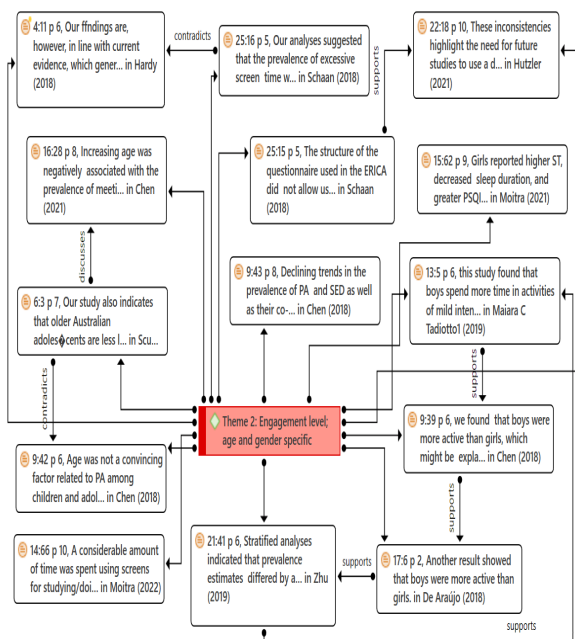 4:11 p 6, Our ffndings are,
however, in line with current
evidence, which gener... in Hardy
(2018)
contradicts
25:16 p 5, Our analyses suggested
that the prevalence of excessive
screen time w... in Schaan (2018)
supports
22:18 p 10, These inconsistencies
highlight the need for future
studies to use a d... in Hutzler
(2021)
16:28 p 8, Increasing age was
negatively associated with the
prevalence of meeti... in Chen
(2021)
25:15 p 5, The structure of the
questionnaire used in the ERICA
did not allow us... in Schaan
(2018)
15:62 p 9, Girls reported higher ST,
decreased sleep duration, and
greater PSQI... in Moitra (2021)
discusses
6:3 p 7, Our study also indicates
that older Australian
adoles�cents are less l... in Scu...
9:43 p 8, Declining trends in the
prevalence of PA and SED as well
as their co-... in Chen (2018)
13:5 p 6, this study found that
boys spend more time in activities
of mild inten... in Maiara C
Tadiotto1 (2019)
contradicts
supports
Theme 2: Engagement level;
age and gender specific
9:39 p 6, we found that boys were
more active than girls, which
might be expla... in Chen (2018)
9:42 p 6, Age was not a convincing
factor related to PA among
children and adol... in Chen (2018)
supports
14:66 p 10, A considerable amount
of time was spent using screens
for studying/doi... in Moitra (2022)
21:41 p 6, Stratified analyses
indicated that prevalence
estimates differed by a... in Zhu
(2019)
supports
17:6 p 2, Another result showed
that boys were more active than
girls. in De Araújo (2018)
supports